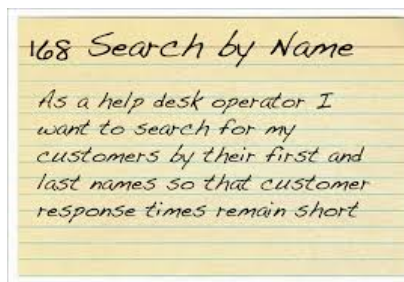 168 Search by Name
As a help desk operator I
want to search for my
customers by their first and
last names so that customer
response times remain short